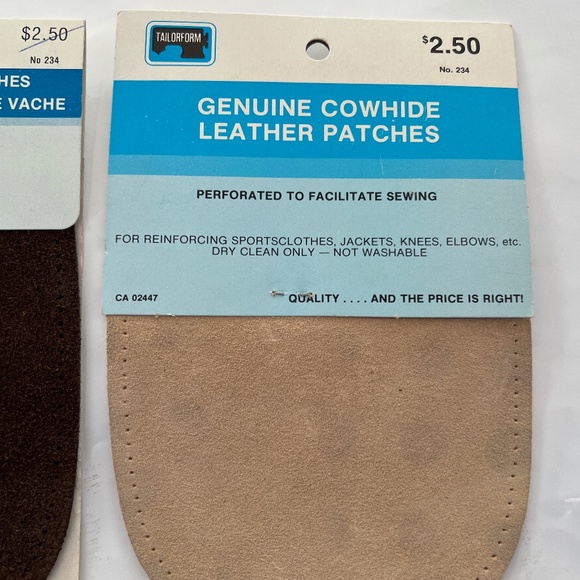 $2.50
No 234
HES
E VACHE
TAILORFORM
$2.50
No. 234
GENUINE COWHIDE
LEATHER PATCHES
PERFORATED TO FACILITATE SEWING
FOR REINFORCING SPORTSCLOTHES, JACKETS, KNEES, ELBOWS, etc.
DRY CLEAN ONLY — NOT WASHABLE
CA 02447
QUALITY .... AND THE PRICE IS RIGHT!